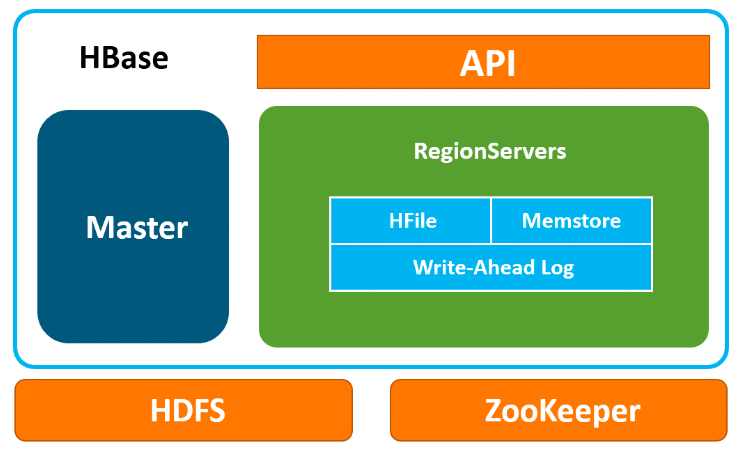 HBase
API
Master
RegionServers
HFile
Memstore
Write-Ahead Log
HDFS
ZooKeeper